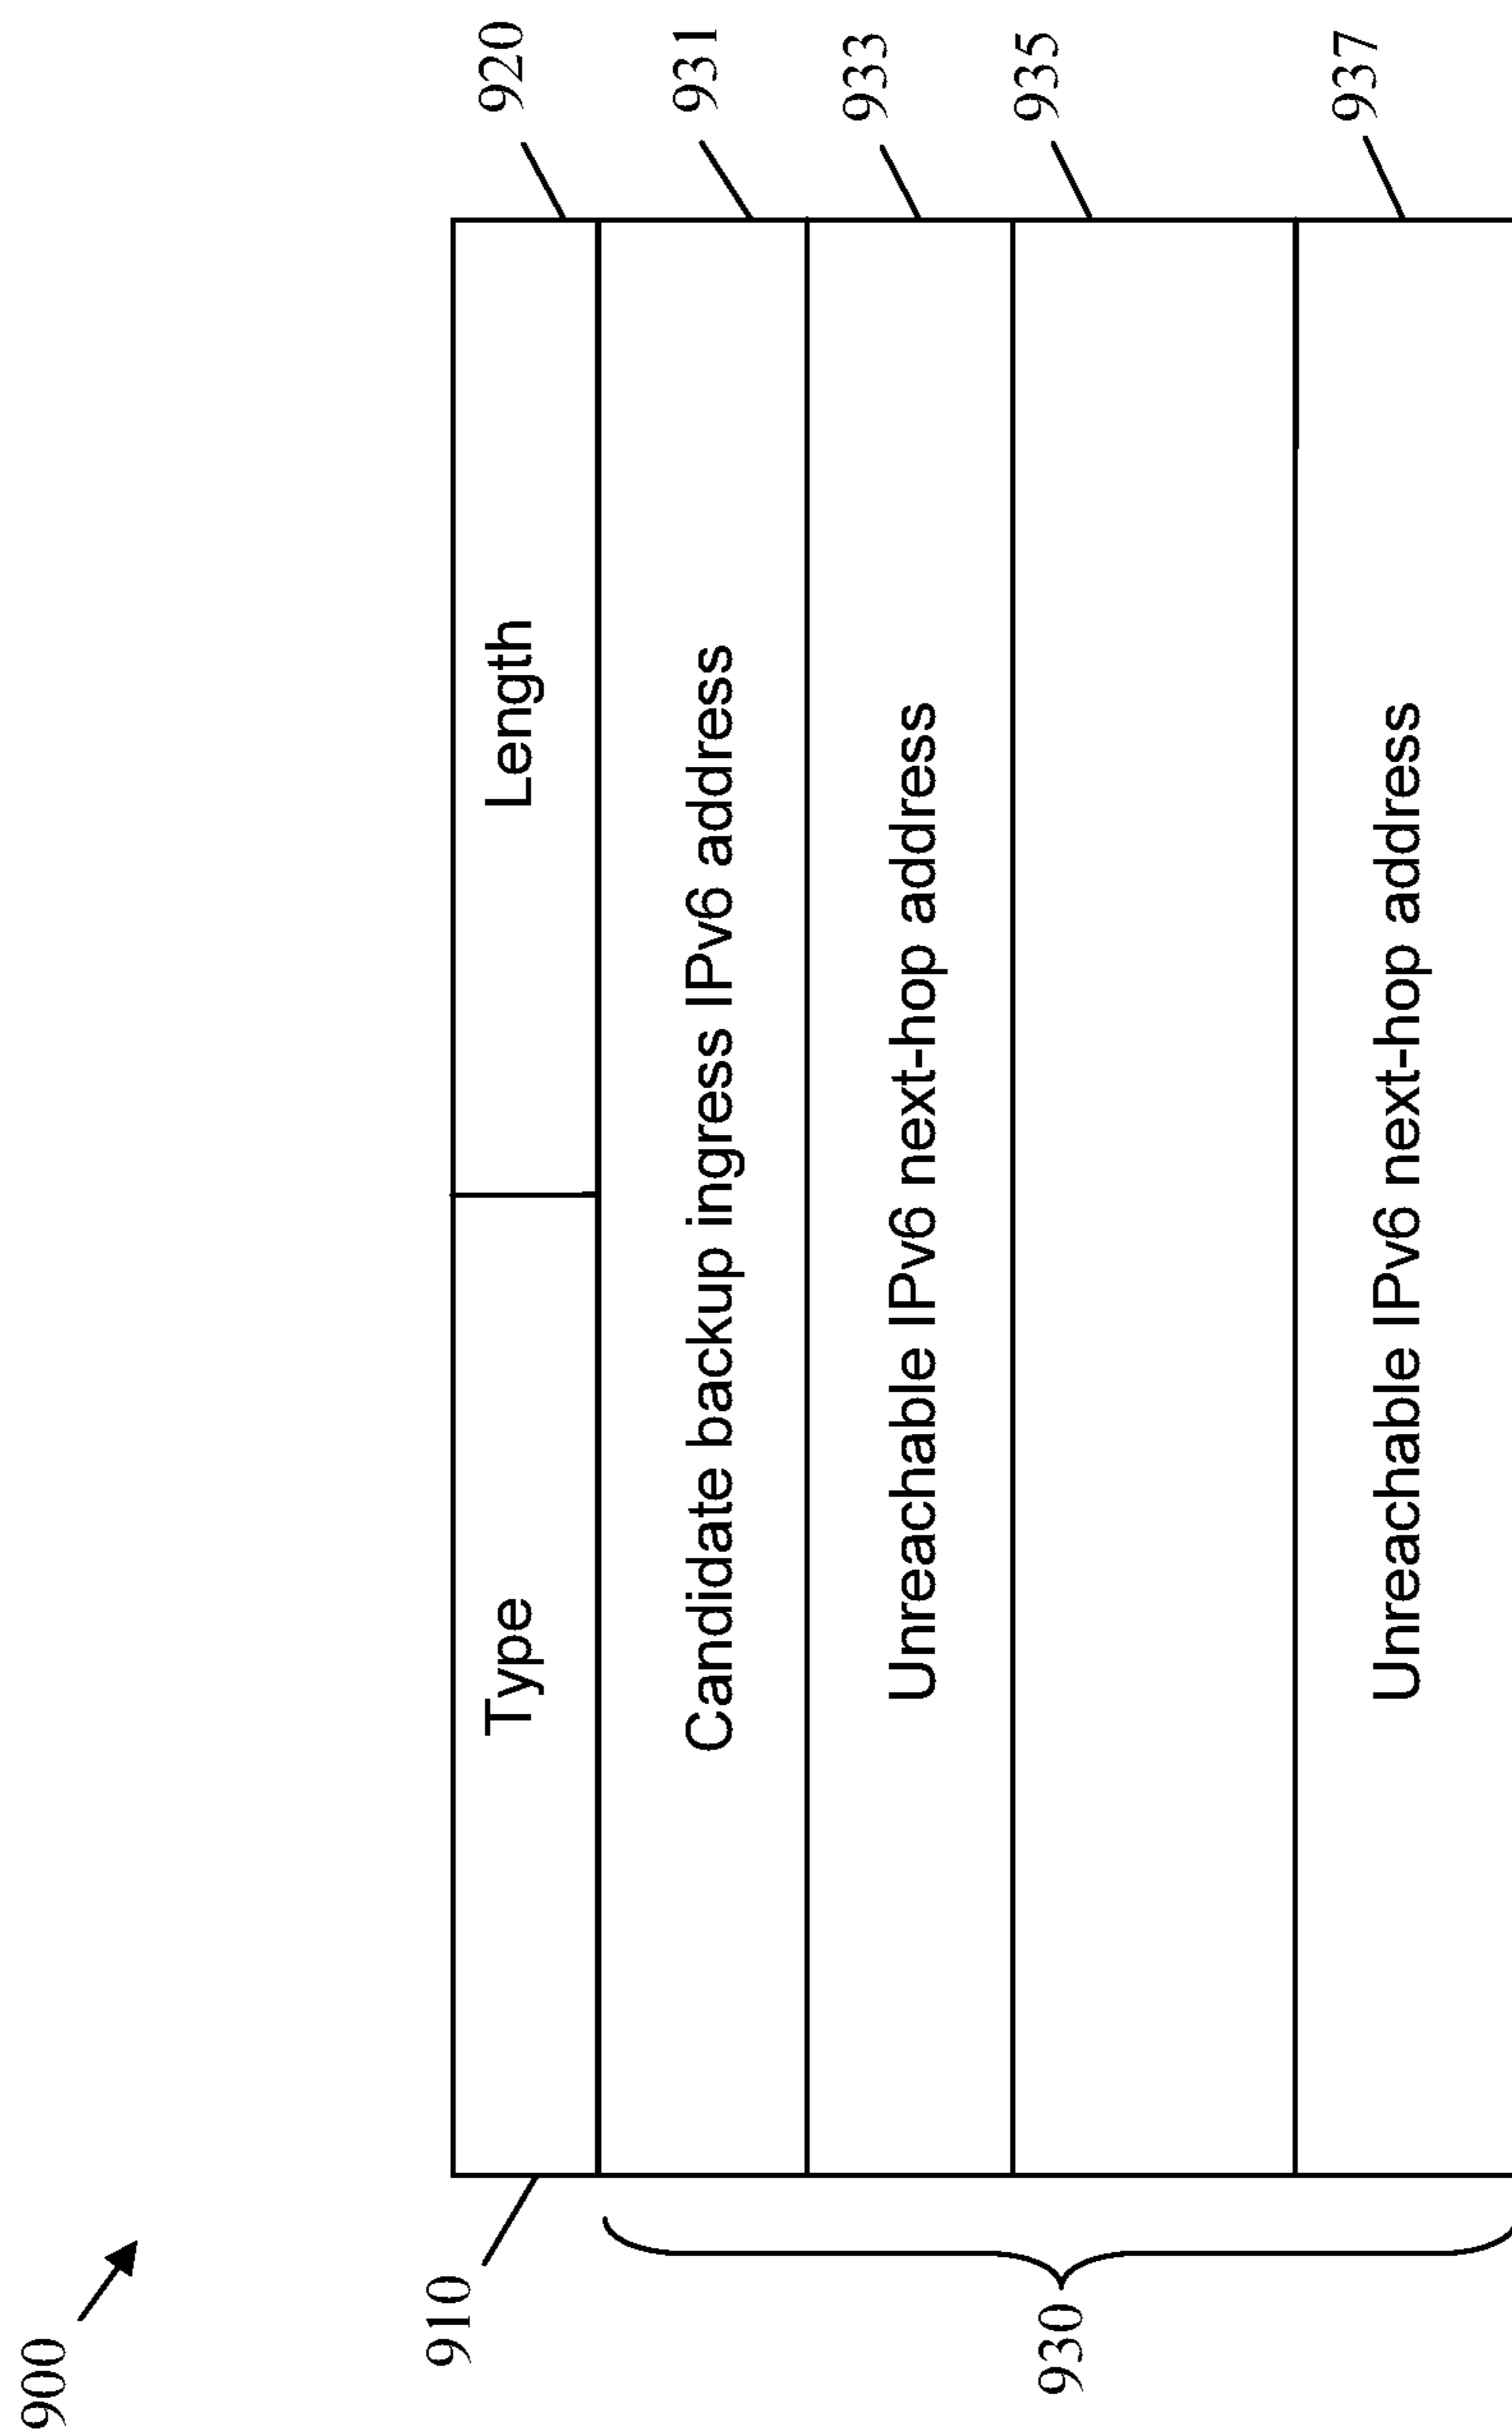 900
910 Type Length 920
Candidate backup ingress IPv6 address 931
Unreachable IPv6 next-hop address 933
930 935
Unreachable IPv6 next-hop address 937